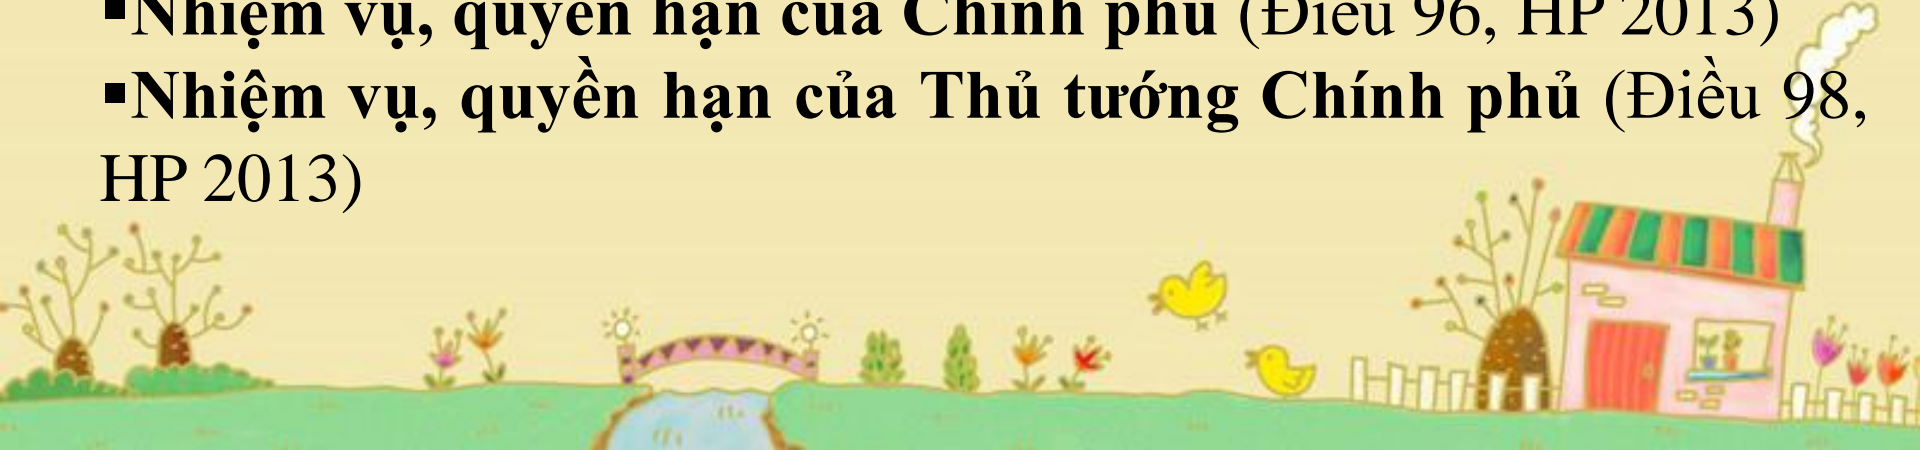 ▪Nhiệm vụ, quyền hạn của Chính phủ (Điều 96, HP 2013)
▪Nhiệm vụ, quyền hạn của Thủ tướng Chính phủ (Điều 98,
HP 2013)